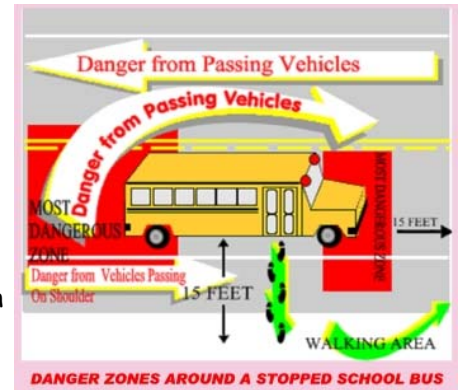 Danger from Passing Vehicles
Danger from Passing Vehicles
MOST
DANGEROUS
ZONE
MOST DANGEROUS ZONE
15 FEET
Danger from Vehicles Passing
On Shoulder
15 FEET
WALKING AREA
DANGER ZONES AROUND A STOPPED SCHOOL BUS